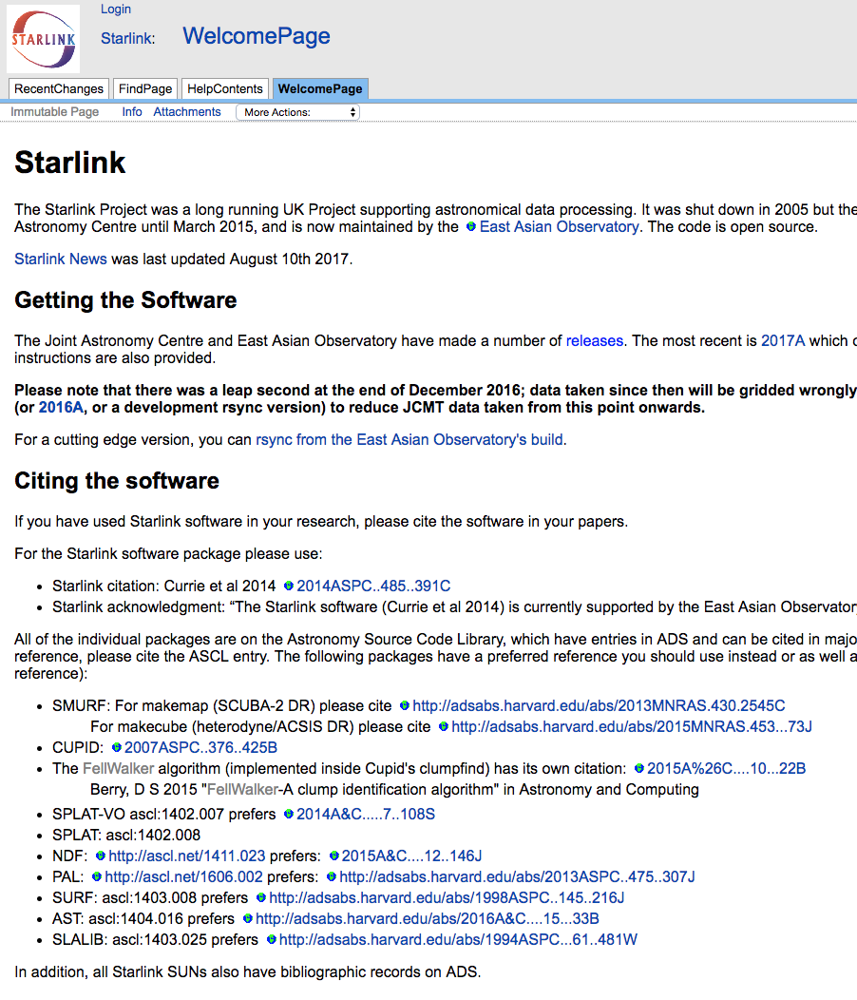 Login
STARLINK
Starlink: WelcomePage
RecentChanges FindPage HelpContents WelcomePage
Immutable Page Info Attachments More Actions:
Starlink
The Starlink Project was a long running UK Project supporting astronomical data processing. It was shut down in 2005 but the
Astronomy Centre until March 2015, and is now maintained by the East Asian Observatory. The code is open source.
Starlink News was last updated August 10th 2017.
Getting the Software
The Joint Astronomy Centre and East Asian Observatory have made a number of releases. The most recent is 2017A which
instructions are also provided.
Please note that there was a leap second at the end of December 2016; data taken since then will be gridded wrongly
(or 2016A, or a development rsync version) to reduce JCMT data taken from this point onwards.
For a cutting edge version, you can rsync from the East Asian Observatory's build.
Citing the software
If you have used Starlink software in your research, please cite the software in your papers.
For the Starlink software package please use:
• Starlink citation: Currie et al 2014 2014ASPC..485..391C
• Starlink acknowledgment: “The Starlink software (Currie et al 2014) is currently supported by the East Asian Observator
All of the individual packages are on the Astronomy Source Code Library, which have entries in ADS and can be cited in majo
reference, please cite the ASCL entry. The following packages have a preferred reference you should use instead or as well a
reference):
• SMURF: For makemap (SCUBA-2 DR) please cite http://adsabs.harvard.edu/abs/2013MNRAS.430.2545C
For makecube (heterodyne/ACSIS DR) please cite http://adsabs.harvard.edu/abs/2015MNRAS.453...73J
• CUPID: 2007ASPC..376..425B
• The FellWalker algorithm (implemented inside Cupid's clumpfind) has its own citation: 2015A%26C....10...22B
Berry, D S 2015 "FellWalker-A clump identification algorithm" in Astronomy and Computing
• SPLAT-VO ascl:1402.007 prefers 2014A&C.....7..108S
• SPLAT: ascl:1402.008
• NDF: http://ascl.net/1411.023 prefers: 2015A&C....12..146J
• PAL: http://ascl.net/1606.002 prefers: http://adsabs.harvard.edu/abs/2013ASPC..475..307J
• SURF: ascl:1403.008 prefers http://adsabs.harvard.edu/abs/1998ASPC..145..216J
• AST: ascl:1404.016 prefers http://adsabs.harvard.edu/abs/2016A&C....15...33B
• SLALIB: ascl:1403.025 prefers http://adsabs.harvard.edu/abs/1994ASPC...61..481W
In addition, all Starlink SUNs also have bibliographic records on ADS.